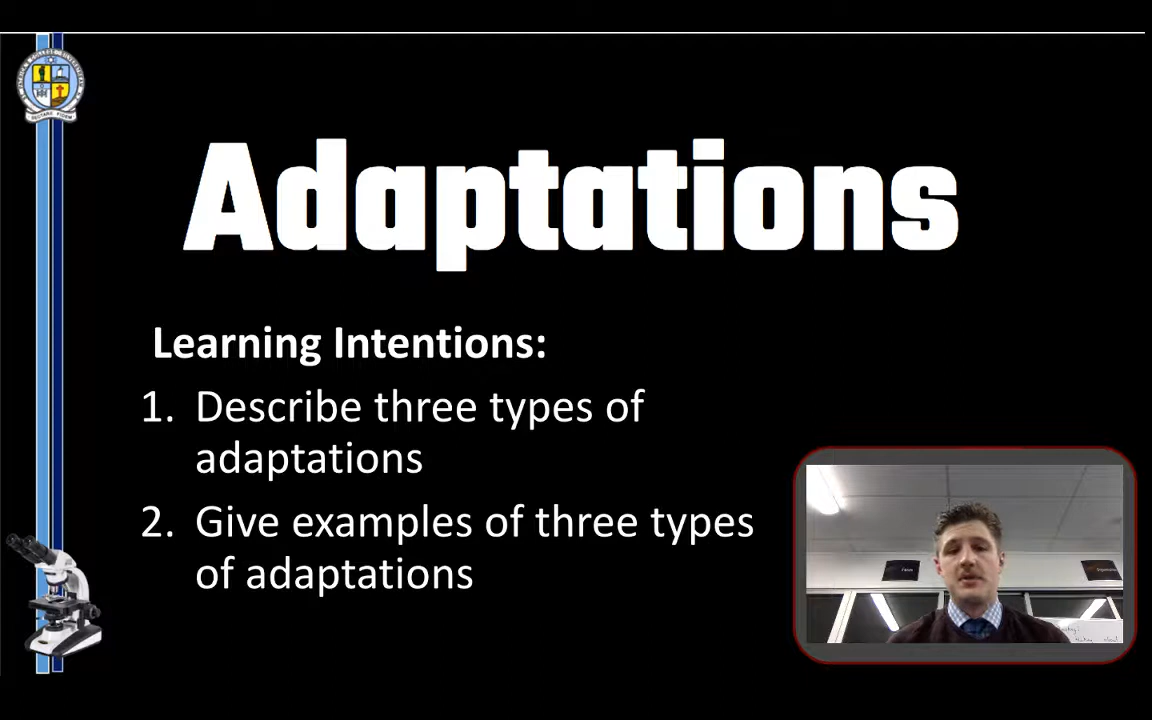 Adaptations
Learning Intentions:
1. Describe three types of
adaptations
2. Give examples of three types
of adaptations